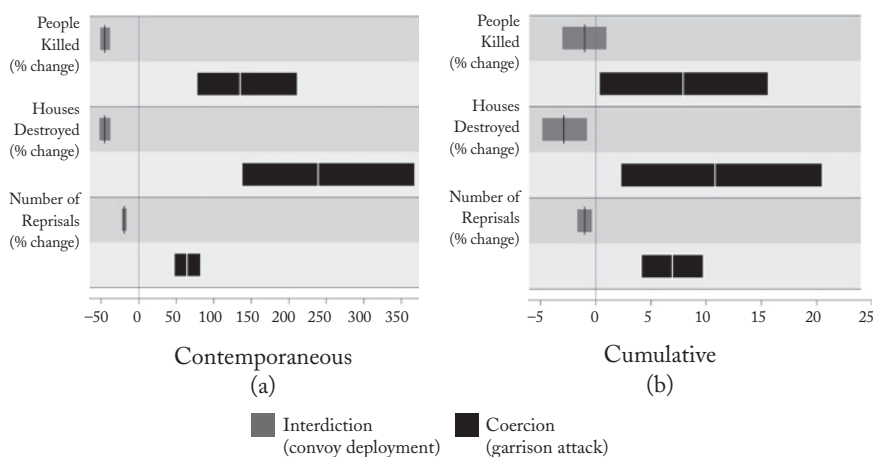 People
Killed
(% change)
Houses
Destroyed
(% change)
Number of
Reprisals
(% change)
−50 0 50 100 150 200 250 300 350
Contemporaneous
(a)
People
Killed
(% change)
Houses
Destroyed
(% change)
Number of
Reprisals
(% change)
−5 0 5 10 15 20 25
Cumulative
(b)
Interdiction
(convoy deployment)
Coercion
(garrison attack)